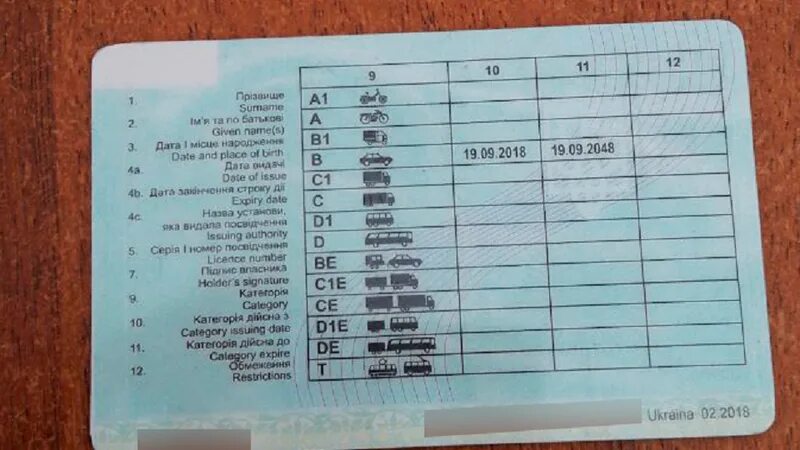 1. Прізвище
Surname
2. Ім'я та по батькові
Given name(s)
3. Дата і місце народження
Date and place of birth
4a. Дата видачі
Date of issue
4b. Дата закінчення строку дії
Expiry date
4c. Назва установи,
яка видала посвідчення
Issuing authority
5. Серія і номер посвідчення
Licence number
7. Підпис власника
Holder's signature
9. Категорія
Category
10. Категорія дійсна з
Category issuing date
11. Категорія дійсна до
Category expire
12. Обмеження
Restrictions
9 10 11 12
A1
A
B1
B 19.09.2018 19.09.2048
C1
C
D1
D
BE
C1E
CE
D1E
DE
T
Ukraina 02.2018